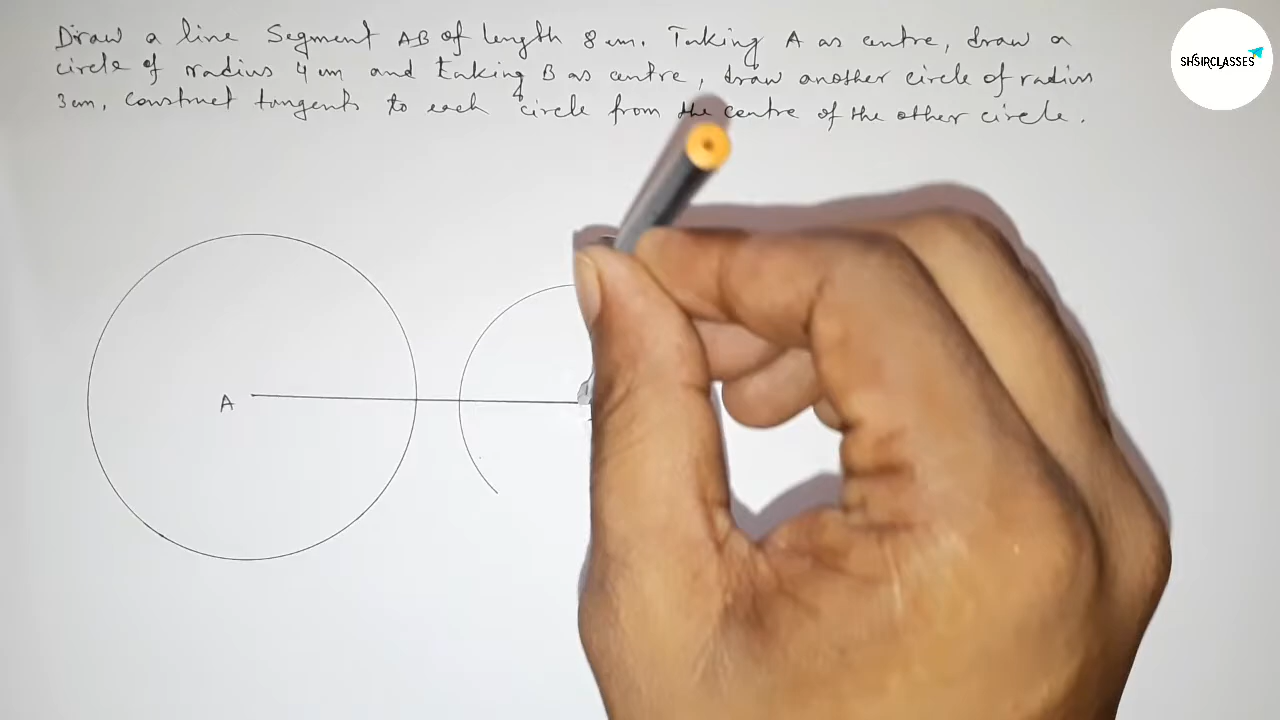 Draw a line Segment AB of length 8 cm. Taking A as centre, draw a
circle of radius 4 cm and taking B as centre, draw another circle of radius
3 cm, construct tangents to each circle from the centre of the other circle.
SHSIRCLASSES
A